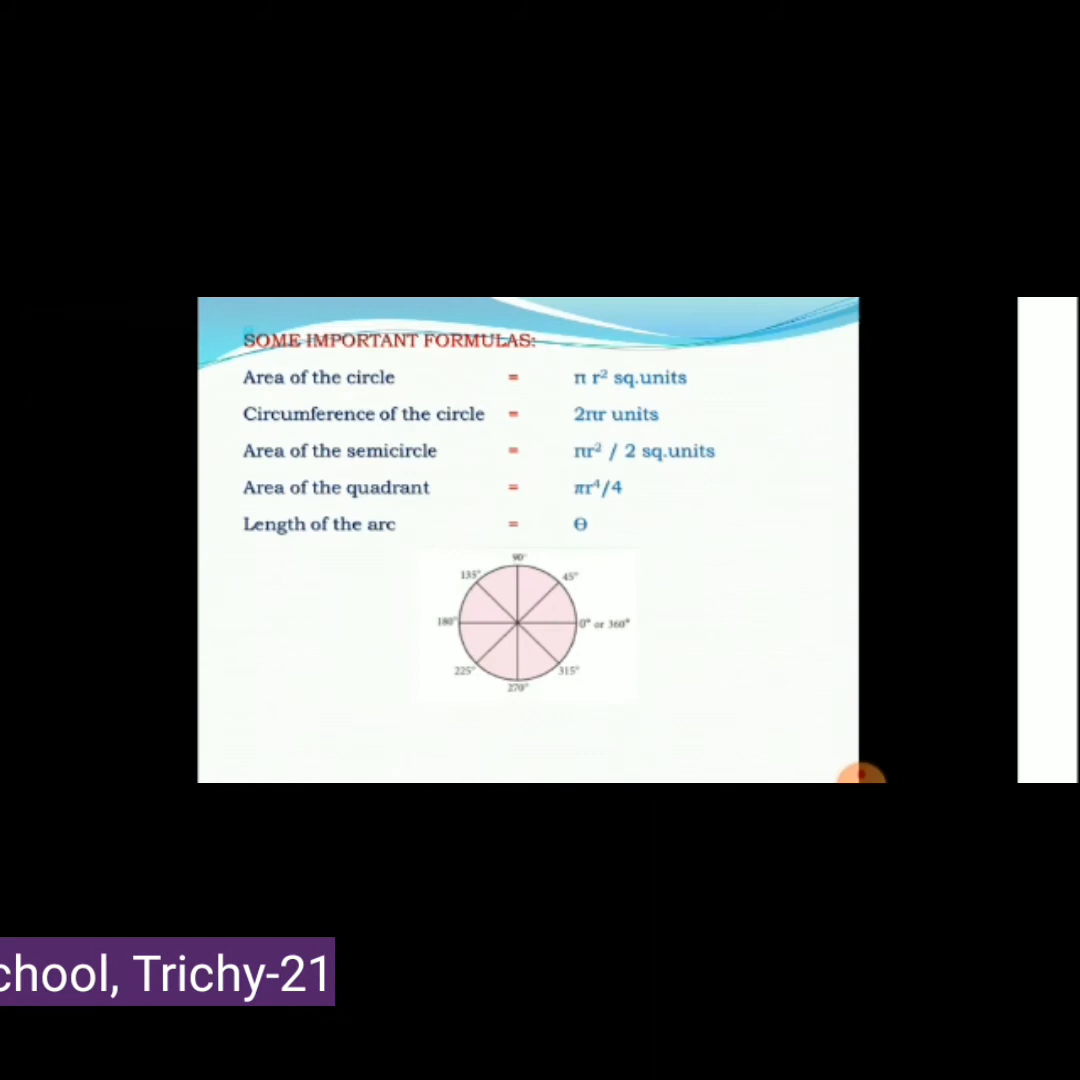 SOME IMPORTANT FORMULAS:
Area of the circle = π r² sq.units
Circumference of the circle = 2πr units
Area of the semicircle = πr² / 2 sq.units
Area of the quadrant = πr⁴/4
Length of the arc = Θ
90°
135° 45°
180° 0° or 360°
225° 315°
270°
chool, Trichy-21